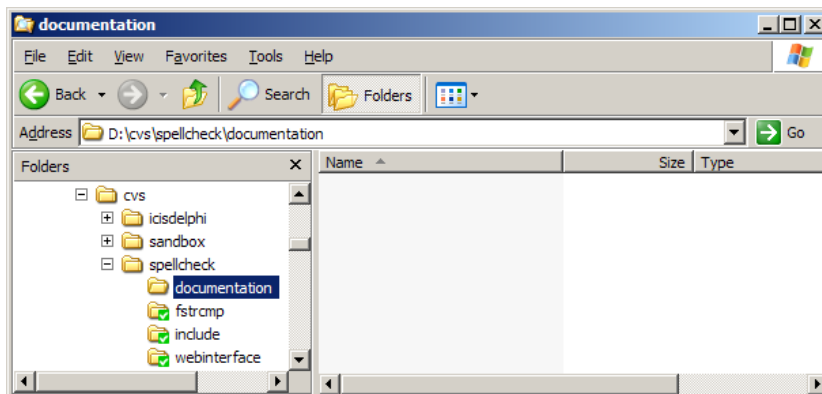 documentation
File Edit View Favorites Tools Help
Back Search Folders
Address D:\cvs\spellcheck\documentation Go
Folders Name Size Type
cvs
icisdelphi
sandbox
spellcheck
documentation
fstrcmp
include
webinterface